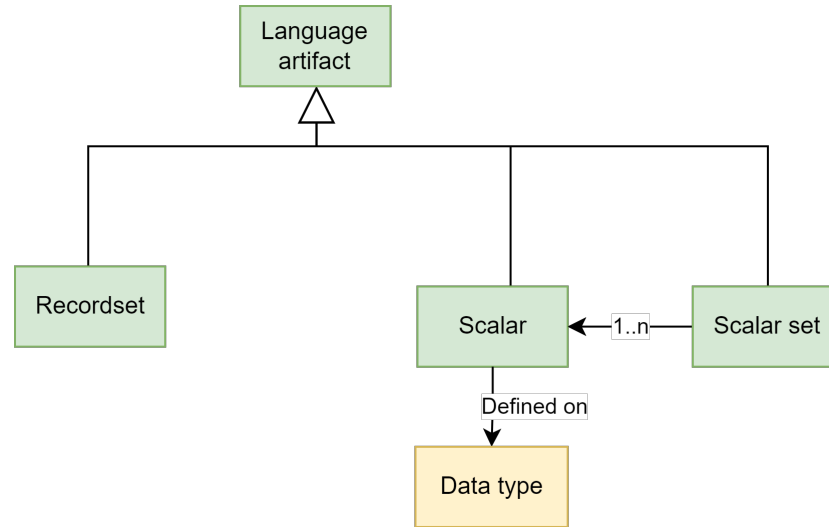 Language
artifact
Recordset
Scalar
1..n
Scalar set
Defined on
Data type